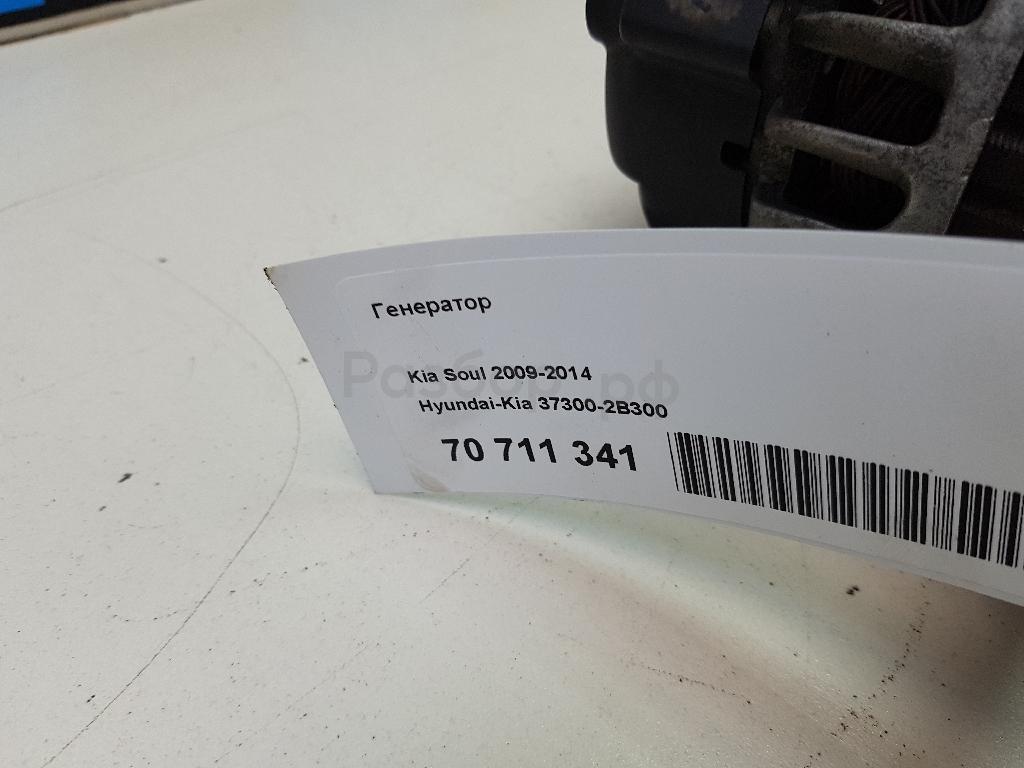 Генератор
Kia Soul 2009-2014
Hyundai-Kia 37300-2B300
70 711 341